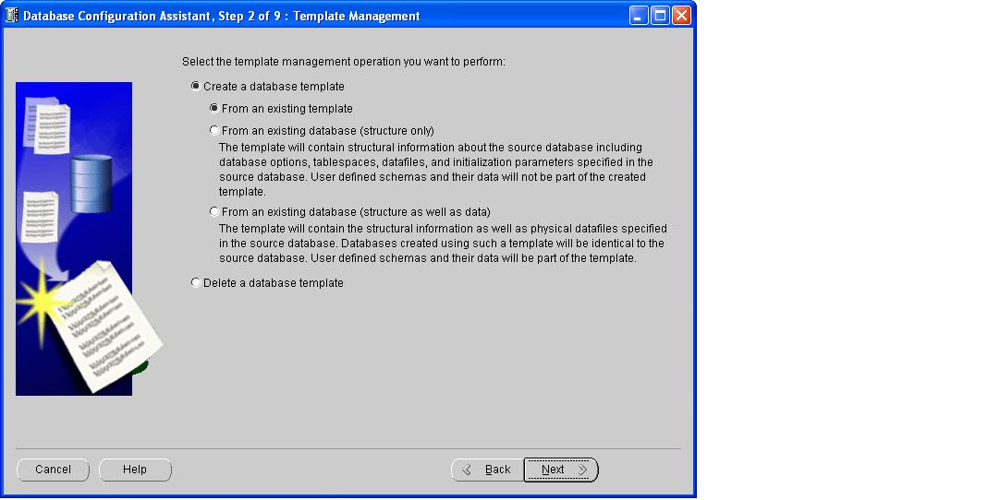 Database Configuration Assistant, Step 2 of 9 : Template Management
Select the template management operation you want to perform:
Create a database template
From an existing template
From an existing database (structure only)
The template will contain structural information about the source database including
database options, tablespaces, datafiles, and initialization parameters specified in the
source database. User defined schemas and their data will not be part of the created
template.
From an existing database (structure as well as data)
The template will contain the structural information as well as physical datafiles specified
in the source database. Databases created using such a template will be identical to the
source database. User defined schemas and their data will be part of the template.
Delete a database template
Cancel
Help
Back
Next